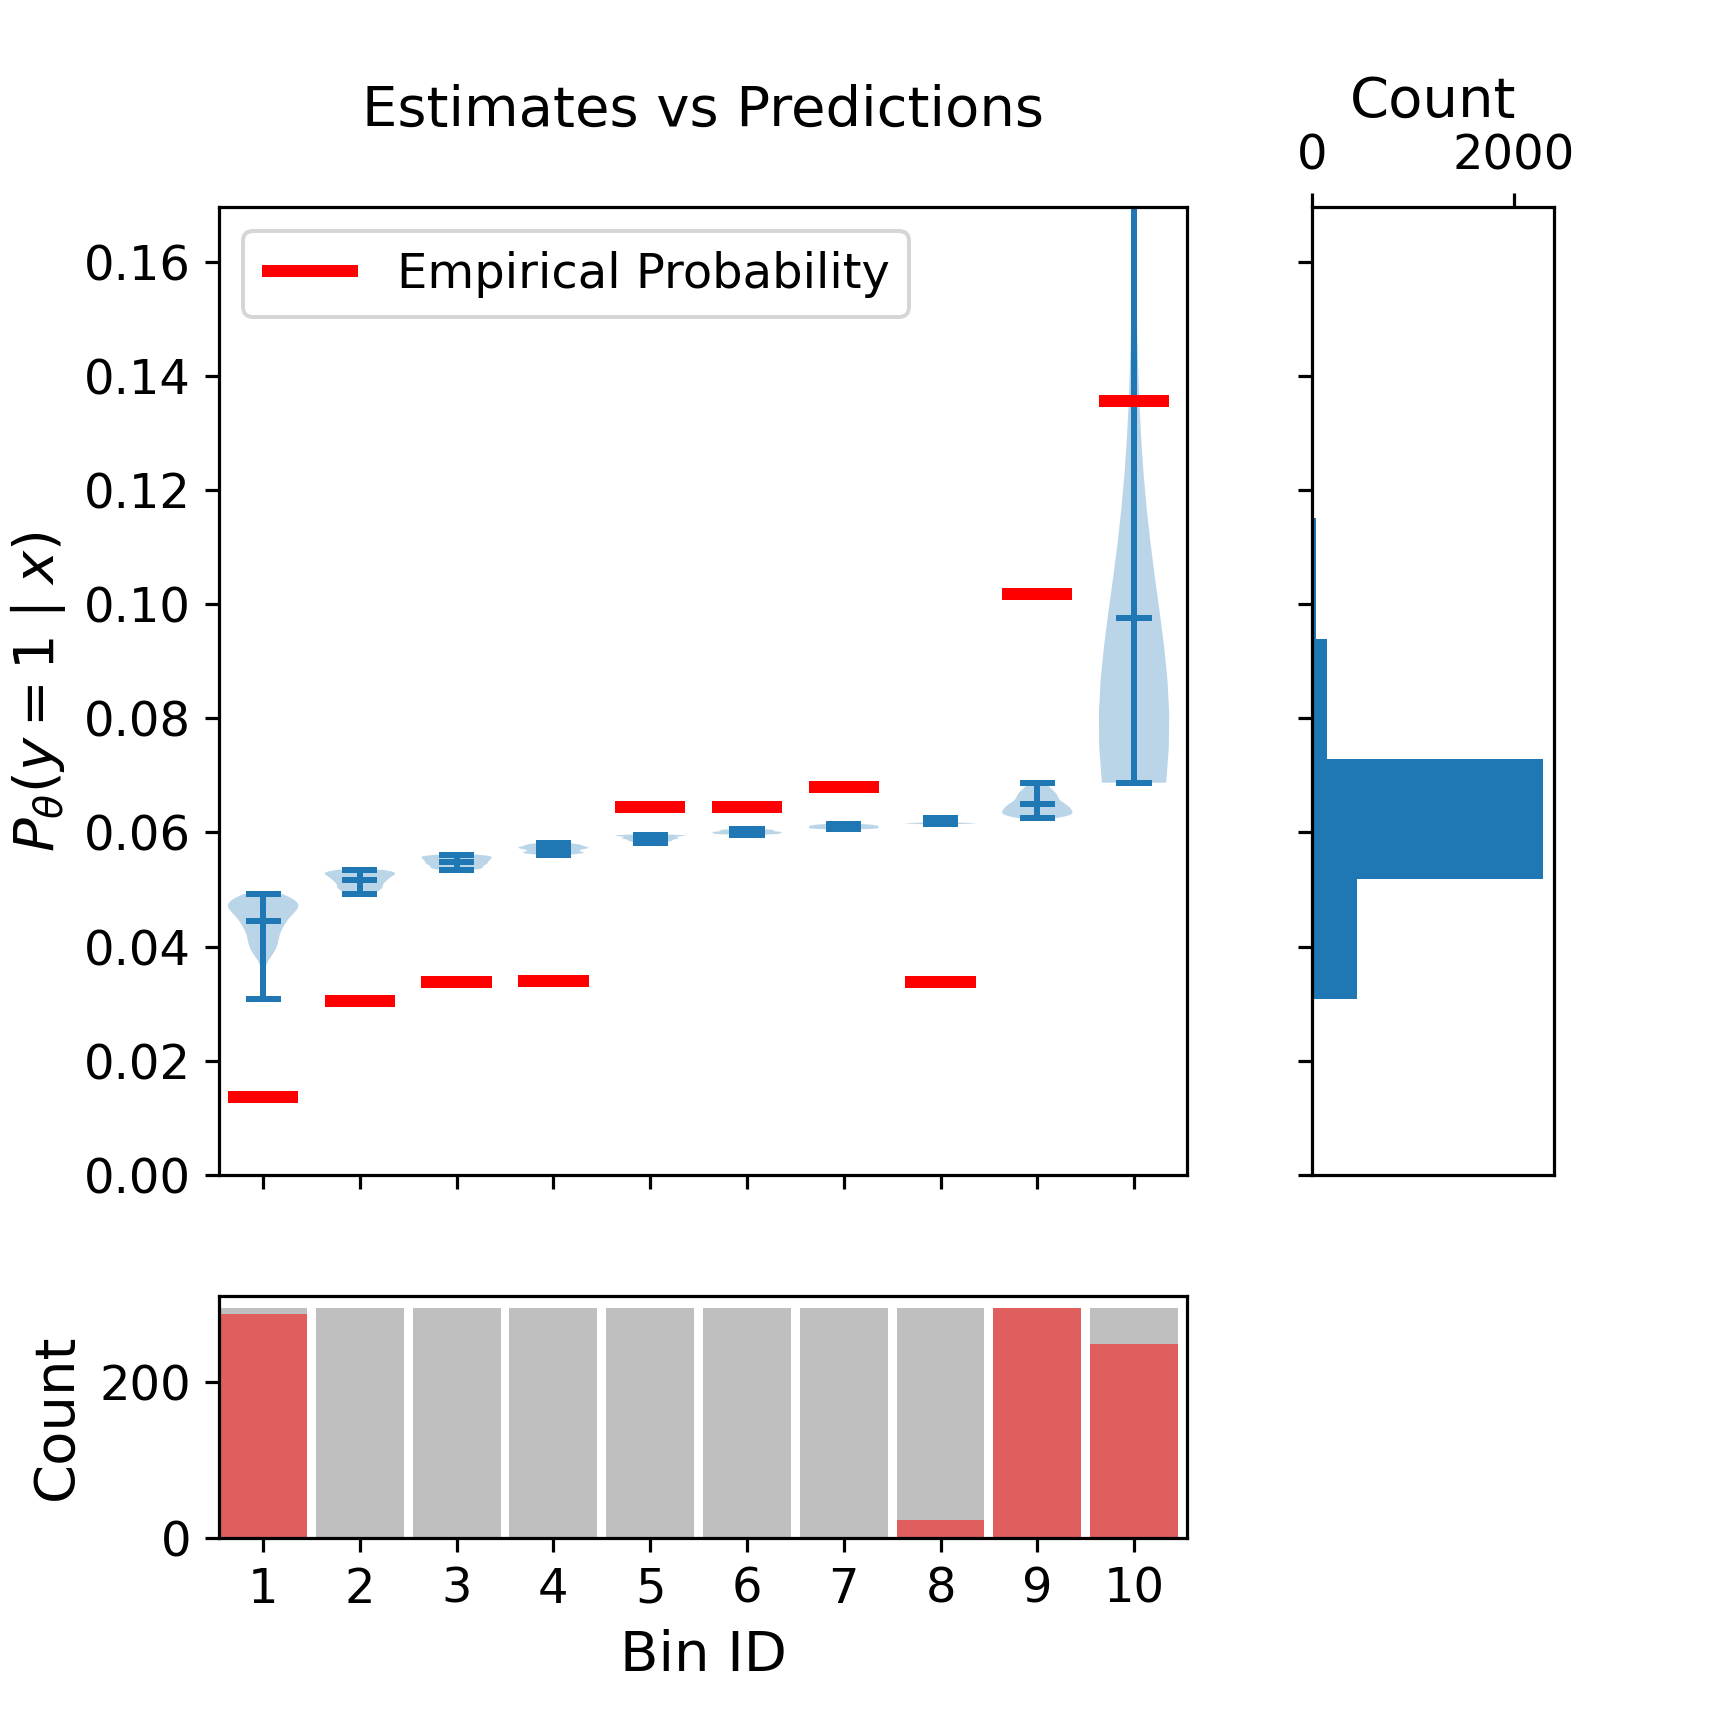 Estimates vs Predictions
Count
0 2000
Empirical Probability
0.16
0.14
0.12
0.10
0.08
0.06
0.04
0.02
0.00
P_θ(y = 1 | x)
Count
200
0
1 2 3 4 5 6 7 8 9 10
Bin ID